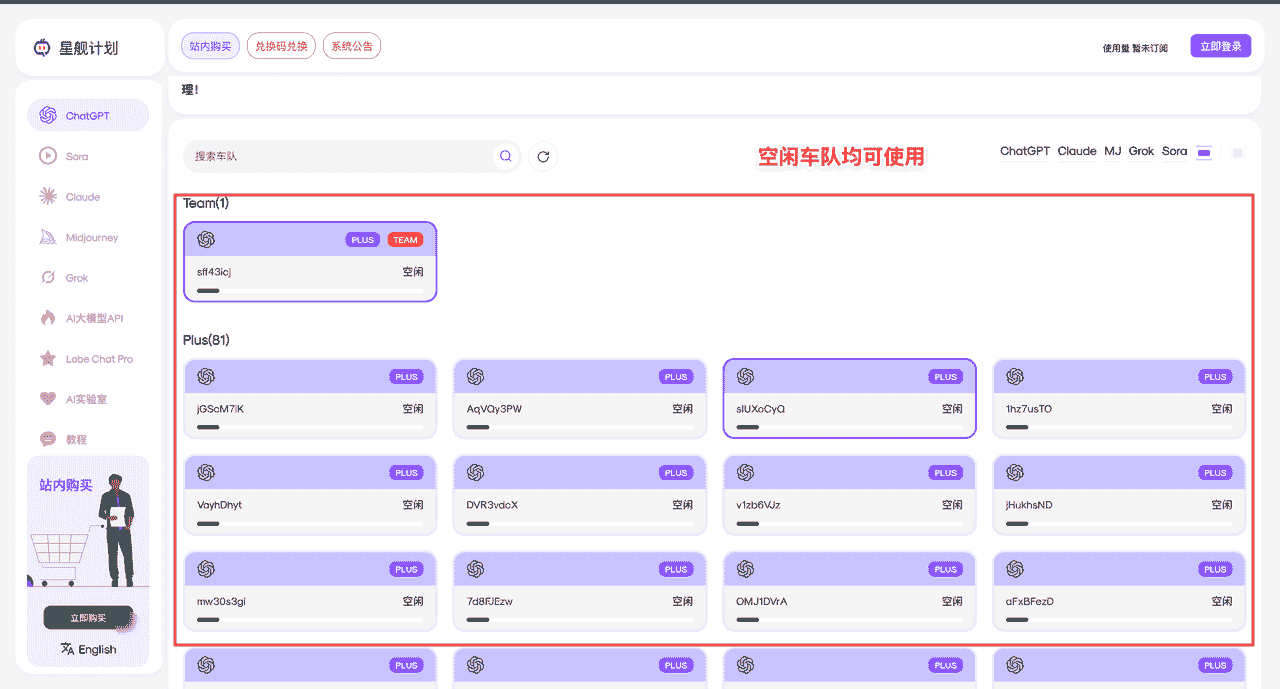 星舰计划
站内购买
兑换码兑换
系统公告
使用量 暂未订阅
立即登录
理！
ChatGPT
Sora
Claude
Midjourney
Grok
AI大模型API
Lobe Chat Pro
AI实验室
教程
站内购买
立即购买
English
搜索车队
空闲车队均可使用
ChatGPT Claude MJ Grok Sora
Team(1)
PLUS TEAM
sff43icj 空闲
Plus(81)
PLUS PLUS PLUS PLUS
jGScM7lK 空闲 AqVQy3PW 空闲 slUXoCyQ 空闲 1hz7usTO 空闲
PLUS PLUS PLUS PLUS
VayhDhyt 空闲 DVR3vdoX 空闲 v1zb6VJz 空闲 jHukhsND 空闲
PLUS PLUS PLUS PLUS
mw30s3gi 空闲 7d8FJEzw 空闲 OMJ1DVrA 空闲 aFxBFezD 空闲
PLUS PLUS PLUS PLUS